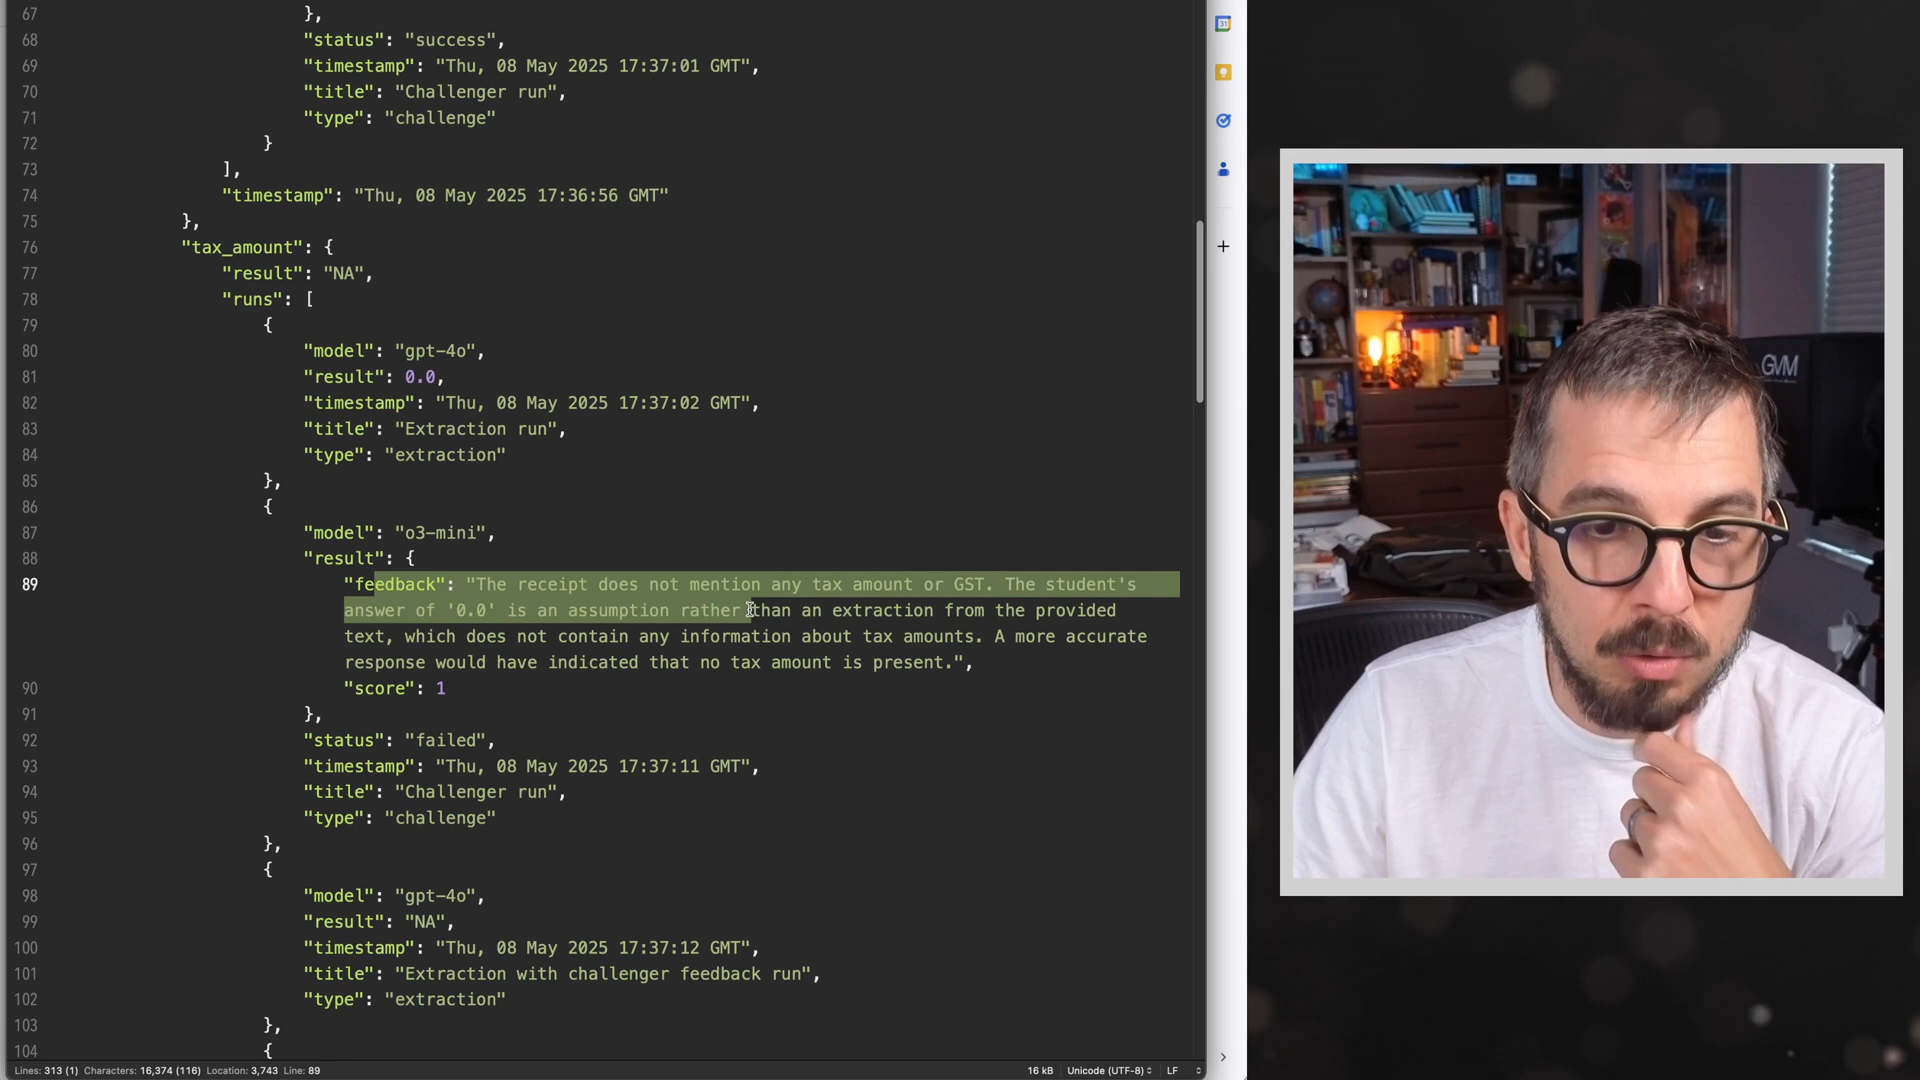 67 },
68 "status": "success",
69 "timestamp": "Thu, 08 May 2025 17:37:01 GMT",
70 "title": "Challenger run",
71 "type": "challenge"
72 }
73 ],
74 "timestamp": "Thu, 08 May 2025 17:36:56 GMT"
75 },
76 "tax_amount": {
77 "result": "NA",
78 "runs": [
79 {
80 "model": "gpt-4o",
81 "result": 0.0,
82 "timestamp": "Thu, 08 May 2025 17:37:02 GMT",
83 "title": "Extraction run",
84 "type": "extraction"
85 },
86 {
87 "model": "o3-mini",
88 "result": {
89 "feedback": "The receipt does not mention any tax amount or GST. The student's
answer of '0.0' is an assumption rather than an extraction from the provided
text, which does not contain any information about tax amounts. A more accurate
response would have indicated that no tax amount is present.",
90 "score": 1
91 },
92 "status": "failed",
93 "timestamp": "Thu, 08 May 2025 17:37:11 GMT",
94 "title": "Challenger run",
95 "type": "challenge"
96 },
97 {
98 "model": "gpt-4o",
99 "result": "NA",
100 "timestamp": "Thu, 08 May 2025 17:37:12 GMT",
101 "title": "Extraction with challenger feedback run",
102 "type": "extraction"
103 },
104 {
Lines: 313 (1) Characters: 16,374 (116) Location: 3,743 Line: 89
16 kB Unicode (UTF-8) LF
31
GVM